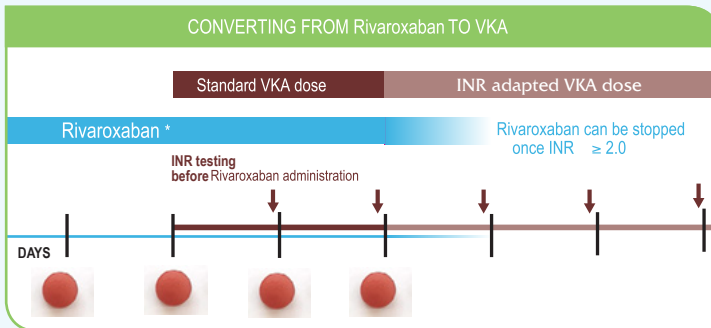 CONVERTING FROM Rivaroxaban TO VKA
Standard VKA dose
INR adapted VKA dose
Rivaroxaban *
Rivaroxaban can be stopped
once INR ≥ 2.0
INR testing
before Rivaroxaban administration
DAYS